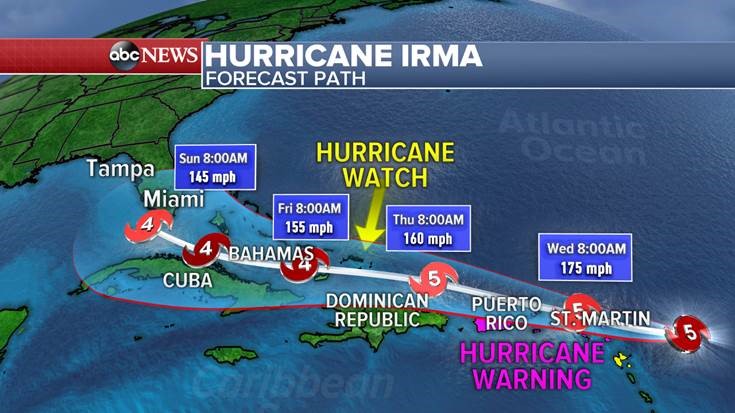 abc NEWS
HURRICANE IRMA
FORECAST PATH
Atlantic
Ocean
HURRICANE
WATCH
Sun 8:00AM
145 mph
Tampa
Miami
Fri 8:00AM
155 mph
Thu 8:00AM
160 mph
Wed 8:00AM
175 mph
4
4
BAHAMAS
4
5
5
5
CUBA
DOMINICAN
REPUBLIC
PUERTO
RICO
ST. MARTIN
HURRICANE
WARNING
Caribbean